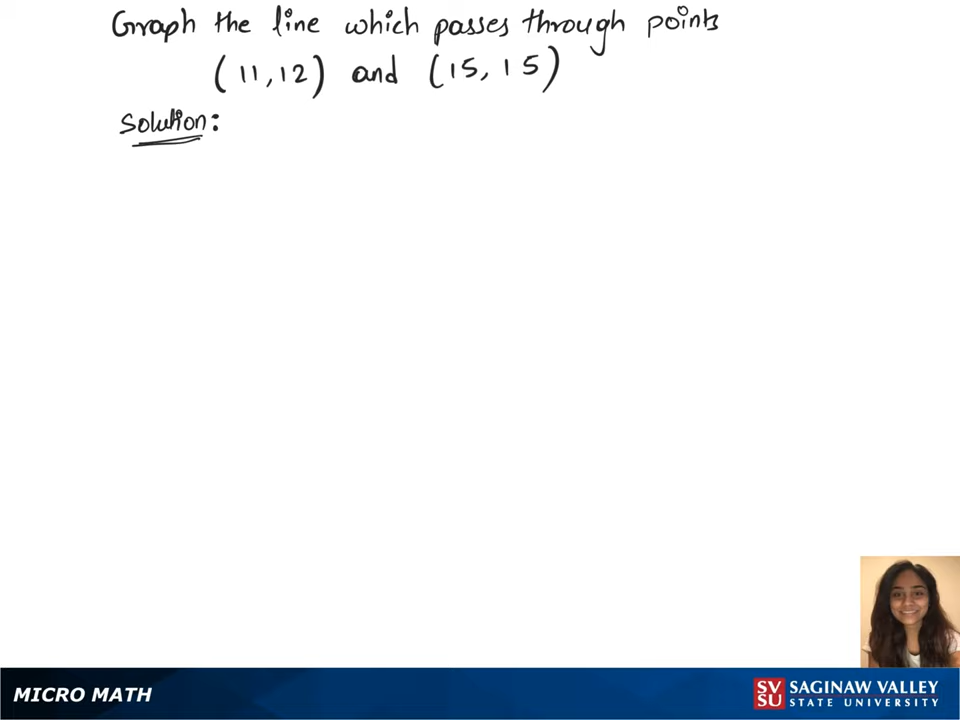 Graph the line which passes through points
(11,12) and (15,15)
Solution:
MICRO MATH
SV
SU
SAGINAW VALLEY
STATE UNIVERSITY